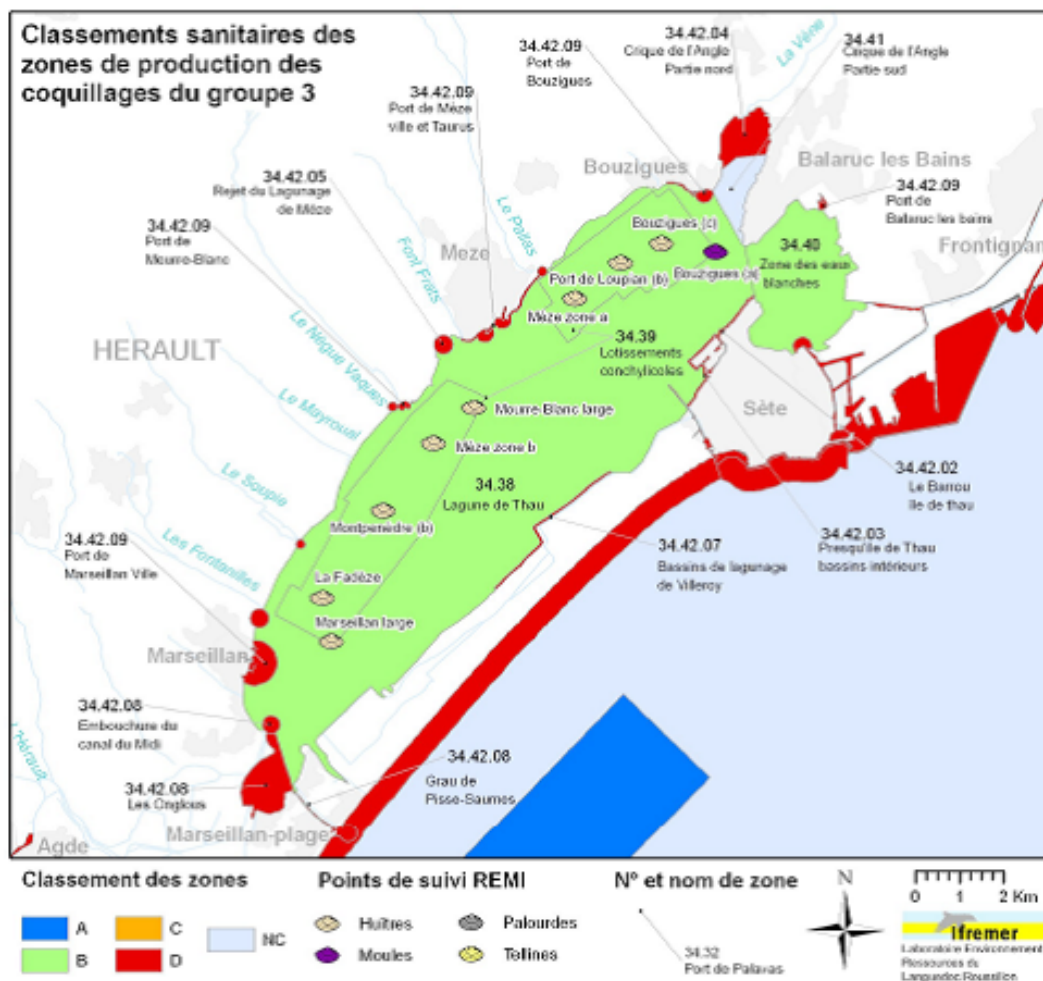 Classements sanitaires des
zones de production des
coquillages du groupe 3
34.42.04
Crique de l'Angle
Partie nord
La Vène
34.41
Crique de l'Angle
Partie sud
34.42.09
Port de
Bouzigues
34.42.09
Port de Mèze
ville et Taurus
Bouzigues
Balaruc les Bains
34.42.05
Rejet du Lagunage
de Mèze
34.42.09
Port de
Balaruc les bains
Le Pallas
34.42.09
Port de
Mourre-Blanc
Font Frats
Meze
Bouzigues (c)
Frontignan
34.40
Zone des eaux
blanches
Port de Loupian (b)
Bouzigues (a)
Mèze zone a
Le Nègue Vaques
HERAULT
34.39
Lotissements
conchylicoles
Le Mayroual
Mourre-Blanc large
Sète
Mèze zone b
Le Soupié
34.38
Lagune de Thau
34.42.02
Le Barrou
Ile de thau
Montpenèdre (b)
Les Fontanilles
34.42.09
Port de
Marseillan Ville
34.42.07
Bassins de lagunage
de Villeroy
34.42.03
Presqu'ile de Thau
bassins intérieurs
La Fadèze
Marseillan large
Marseillan
34.42.08
Embouchure du
canal du Midi
L'Hérault
34.42.08
Grau de
Pisse-Saumes
34.42.08
Les Onglous
Marseillan-plage
Agde
Classement des zones
A
C
NC
B
D
Points de suivi REMI
Huîtres
Palourdes
Moules
Tellines
N° et nom de zone
34.32
Port de Palavas
N
0 1 2 Km
Ifremer
Laboratoire Environnement
Ressources du
Languedoc Roussillon